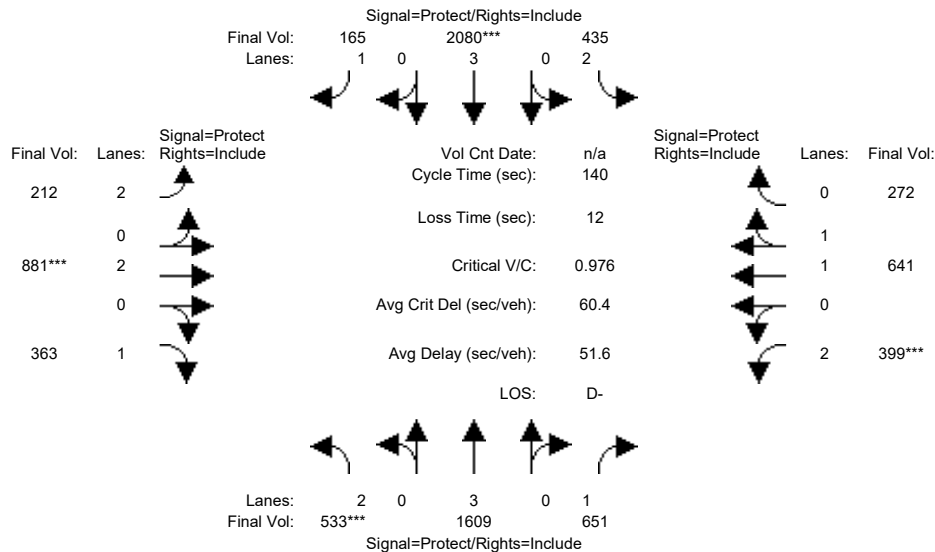 Signal=Protect/Rights=Include
Final Vol: 165 2080*** 435
Lanes: 1 0 3 0 2
Signal=Protect Signal=Protect
Final Vol: Lanes: Rights=Include Vol Cnt Date: n/a Rights=Include Lanes: Final Vol:
Cycle Time (sec): 140
212 2 0 272
Loss Time (sec): 12
0 1
881*** 2 Critical V/C: 0.976 1 641
0 Avg Crit Del (sec/veh): 60.4 0
363 1 Avg Delay (sec/veh): 51.6 2 399***
LOS: D-
Lanes: 2 0 3 0 1
Final Vol: 533*** 1609 651
Signal=Protect/Rights=Include